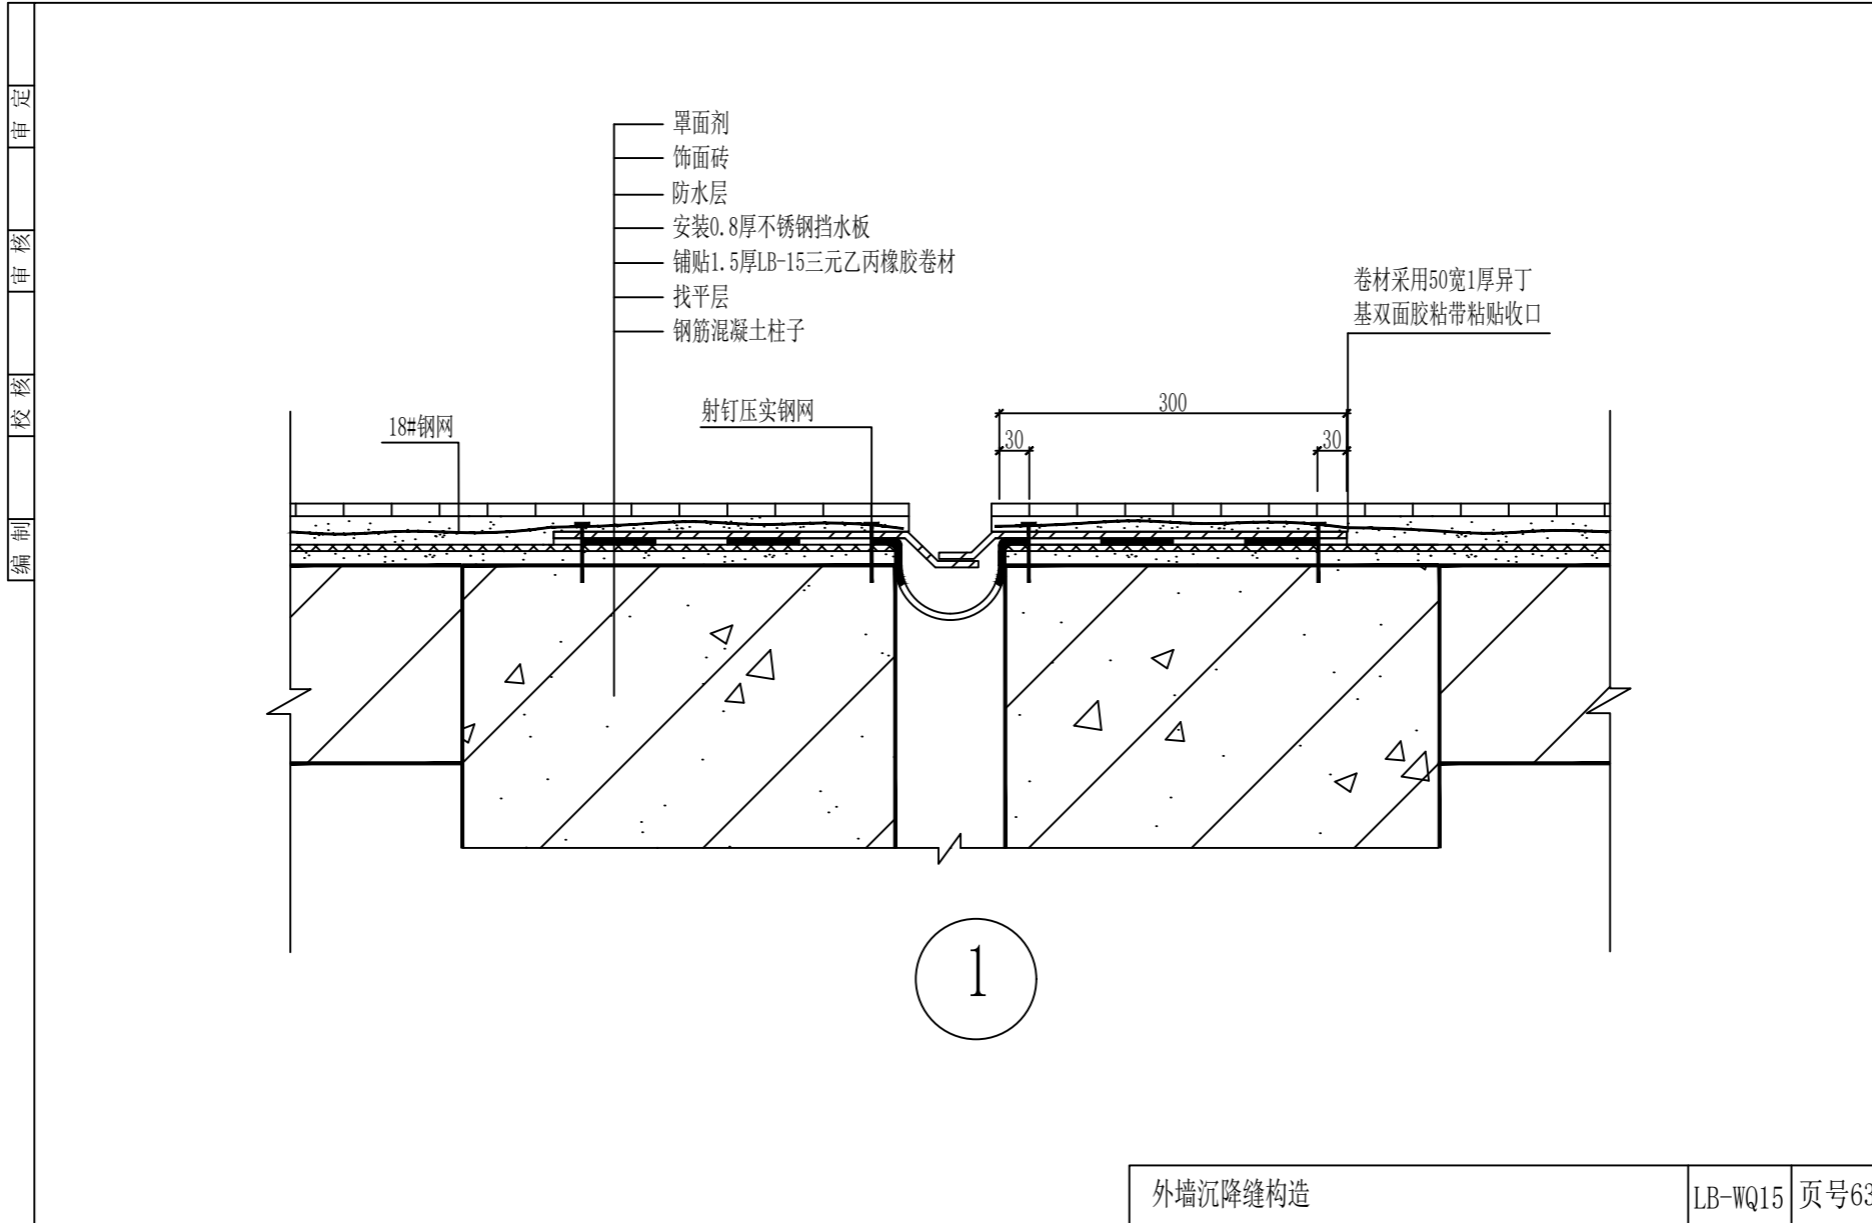 审定
审核
校核
编制
罩面剂
饰面砖
防水层
安装0.8厚不锈钢挡水板
铺贴1.5厚LB-15三元乙丙橡胶卷材
找平层
钢筋混凝土柱子
卷材采用50宽1厚异丁
基双面胶粘带粘贴收口
18#钢网
射钉压实钢网
300
30
30
1
外墙沉降缝构造
LB-WQ15
页号63